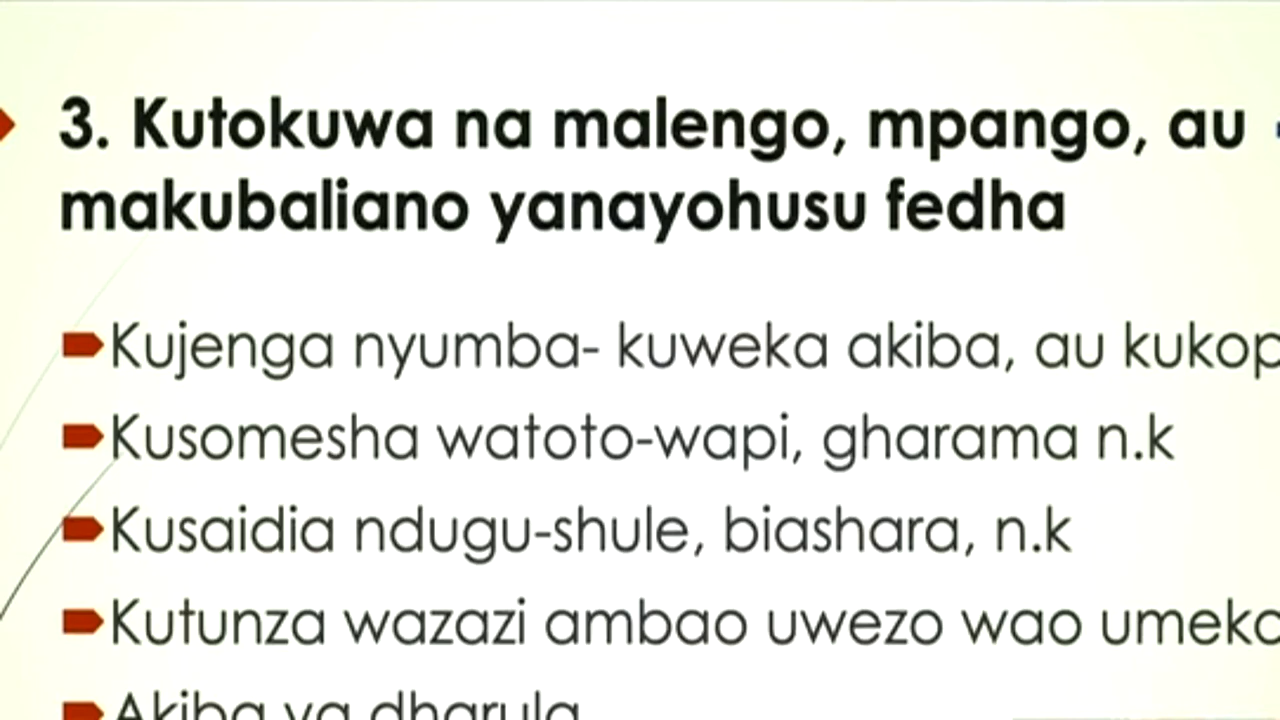 3. Kutokuwa na malengo, mpango, au
makubaliano yanayohusu fedha
Kujenga nyumba- kuweka akiba, au
Kusomesha watoto-wapi, gharama n.k
Kusaidia ndugu-shule, biashara, n.k
Kutunza wazazi ambao uwezo wao
Akiba ya dharula